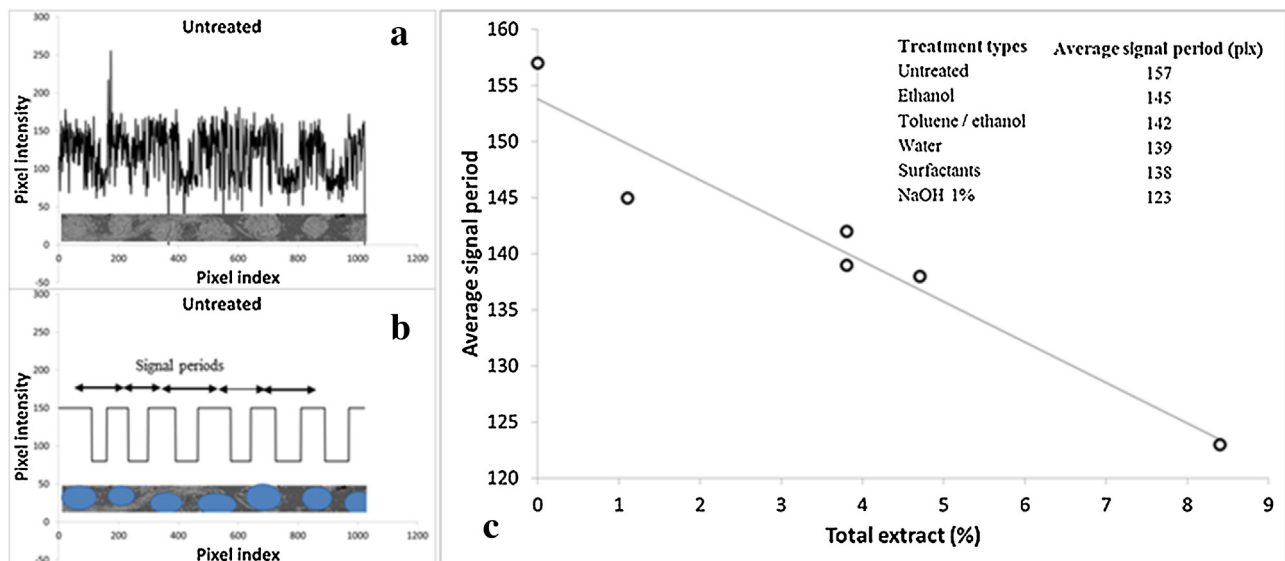 Untreated
a
300
250
200
150
100
50
0
-50
0 200 400 600 800 1000 1200
Pixel intensity
Pixel index
Untreated
b
300
250
200
150
100
50
0
-50
Signal periods
0 200 400 600 800 1000 1200
Pixel intensity
Pixel index
160
155
150
145
140
135
130
125
120
0 1 2 3 4 5 6 7 8 9
Average signal period
Total extract (%)
c
Treatment types Average signal period (pix)
Untreated 157
Ethanol 145
Toluene / ethanol 142
Water 139
Surfactants 138
NaOH 1% 123